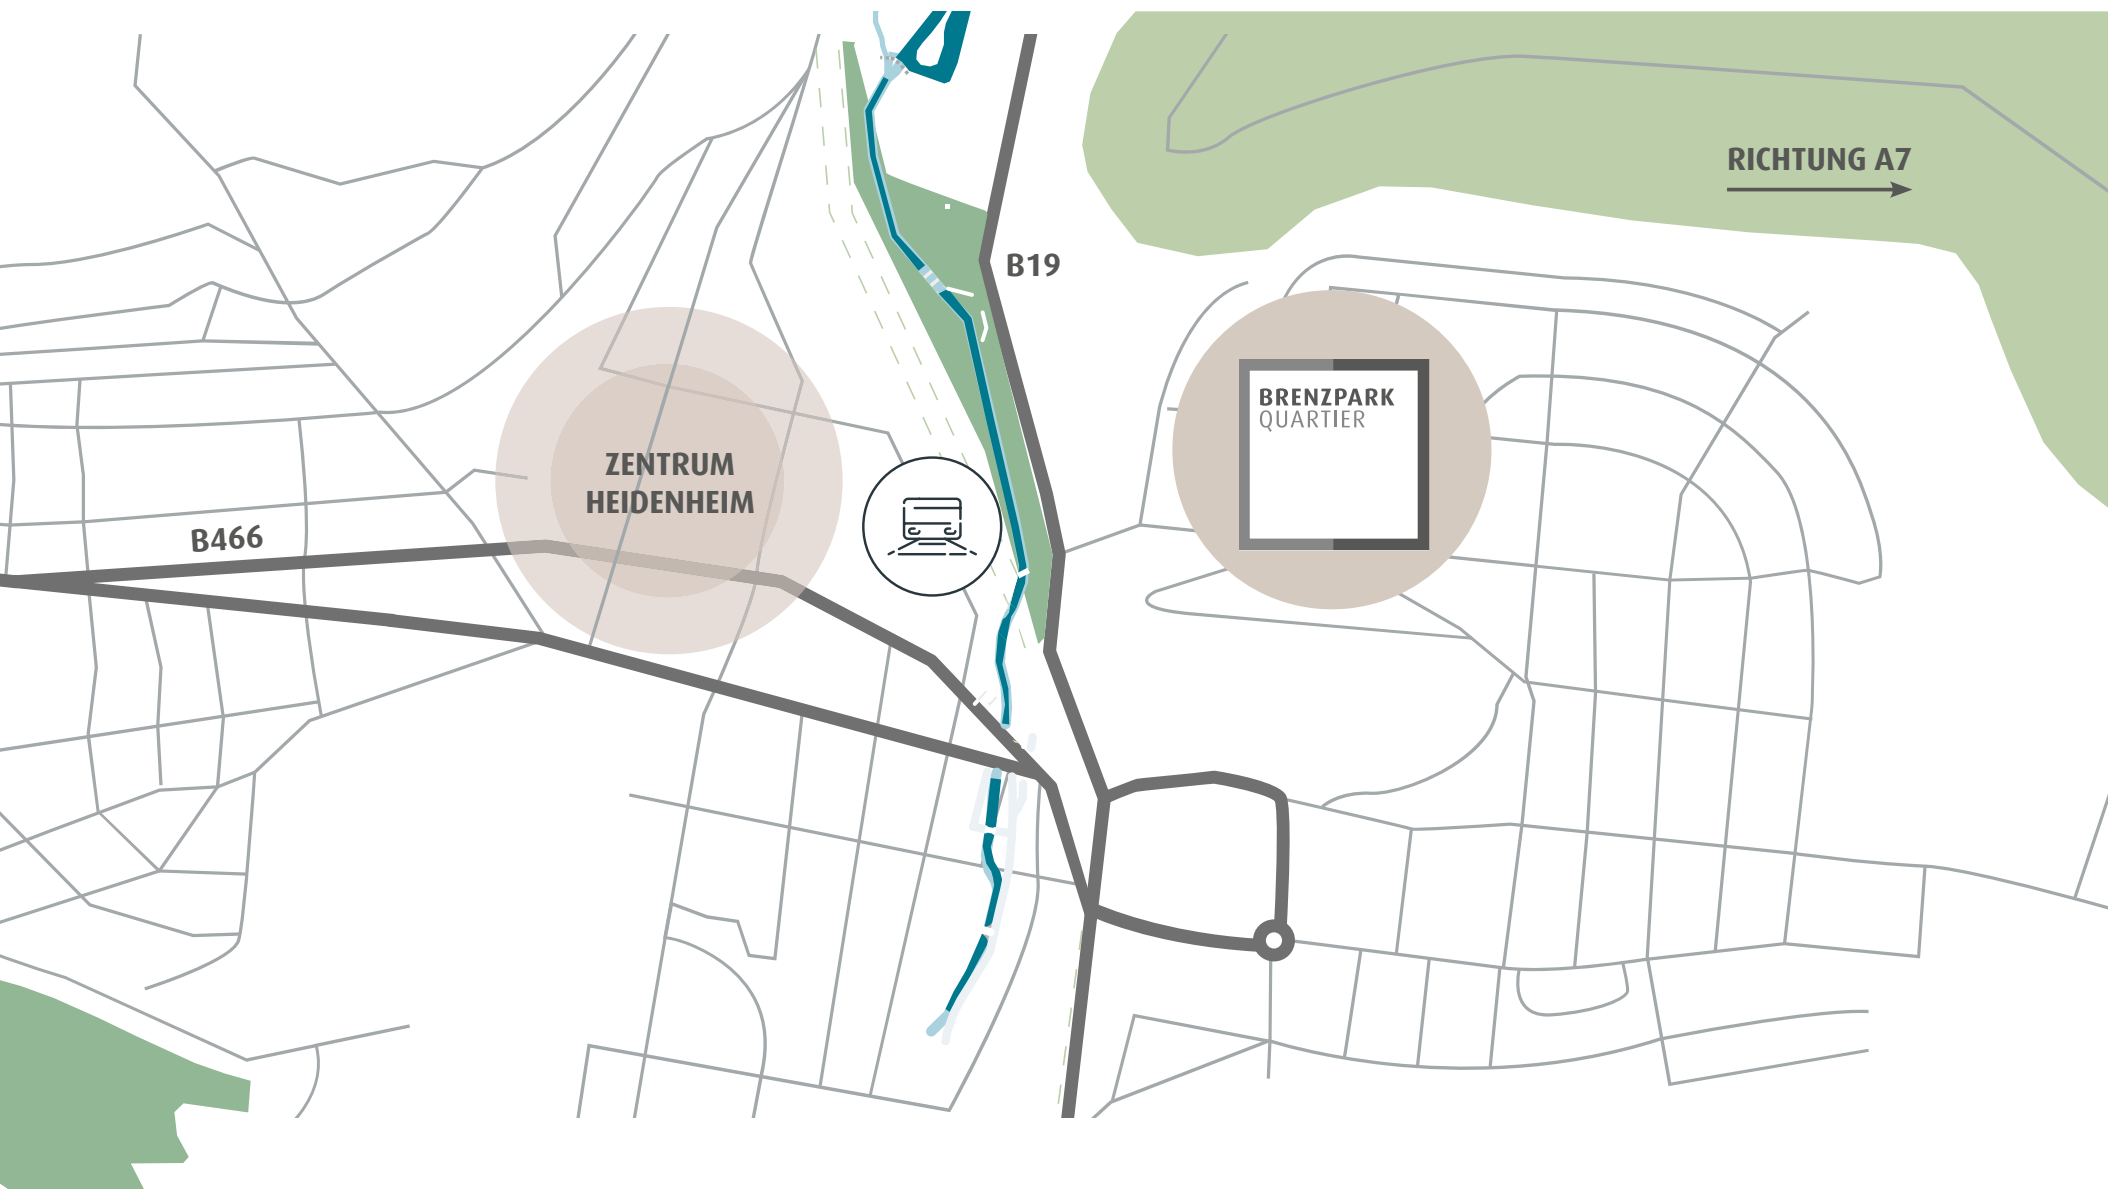 RICHTUNG A7
B19
BRENZPARK
QUARTIER
ZENTRUM
HEIDENHEIM
B466